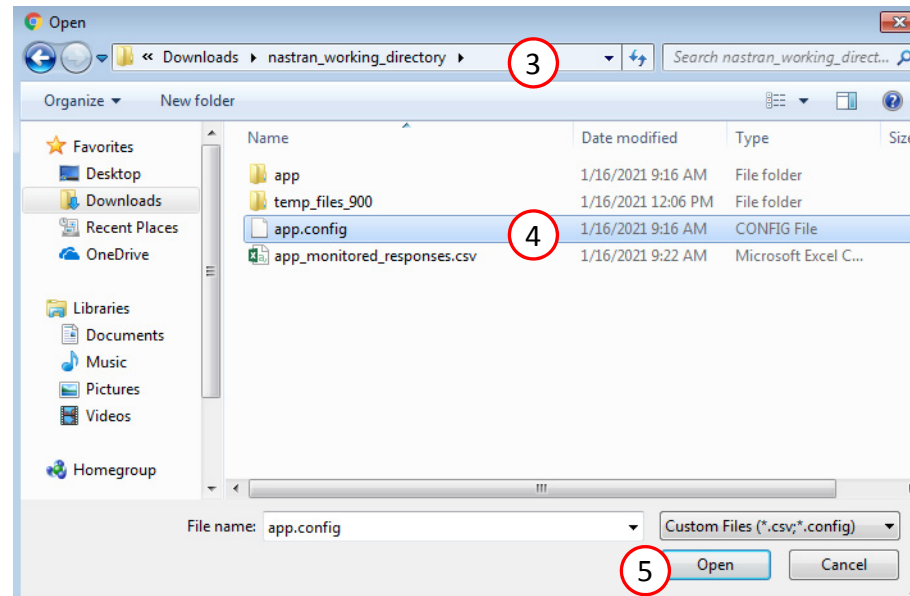 Open
« Downloads ▸ nastran_working_directory ▸ 3 Search nastran_working_direct...
Organize ▾ New folder
Name Date modified Type Size
Favorites
Desktop
Downloads
Recent Places
OneDrive
Libraries
Documents
Music
Pictures
Videos
Homegroup
app 1/16/2021 9:16 AM File folder
temp_files_900 1/16/2021 12:06 PM File folder
app.config 4 1/16/2021 9:16 AM CONFIG File
app_monitored_responses.csv 1/16/2021 9:22 AM Microsoft Excel C...
File name: app.config Custom Files (*.csv;*.config)
5 Open Cancel